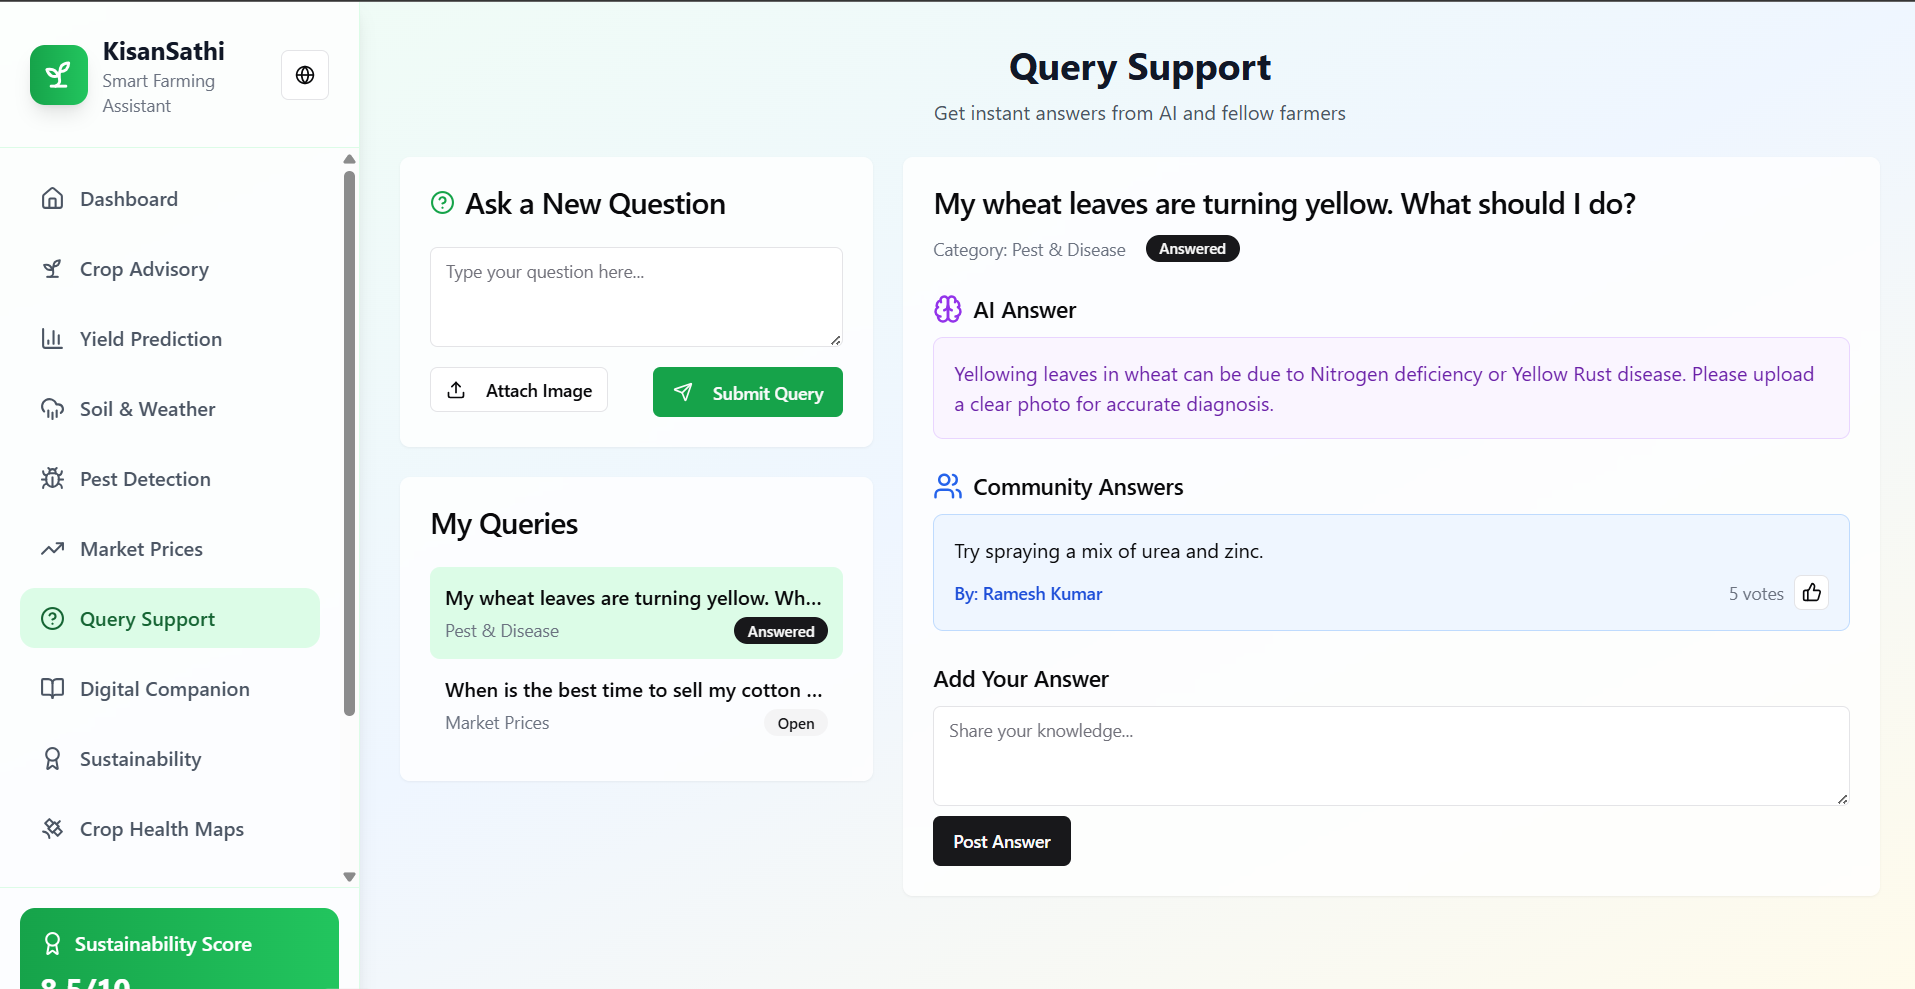 KisanSathi
Smart Farming
Assistant
Dashboard
Crop Advisory
Yield Prediction
Soil & Weather
Pest Detection
Market Prices
Query Support
Digital Companion
Sustainability
Crop Health Maps
Sustainability Score
8.5/10
Query Support
Get instant answers from AI and fellow farmers
Ask a New Question
Type your question here...
Attach Image
Submit Query
My Queries
My wheat leaves are turning yellow. Wh...
Pest & Disease
Answered
When is the best time to sell my cotton ...
Market Prices
Open
My wheat leaves are turning yellow. What should I do?
Category: Pest & Disease
Answered
AI Answer
Yellowing leaves in wheat can be due to Nitrogen deficiency or Yellow Rust disease. Please upload
a clear photo for accurate diagnosis.
Community Answers
Try spraying a mix of urea and zinc.
By: Ramesh Kumar
5 votes
Add Your Answer
Share your knowledge...
Post Answer